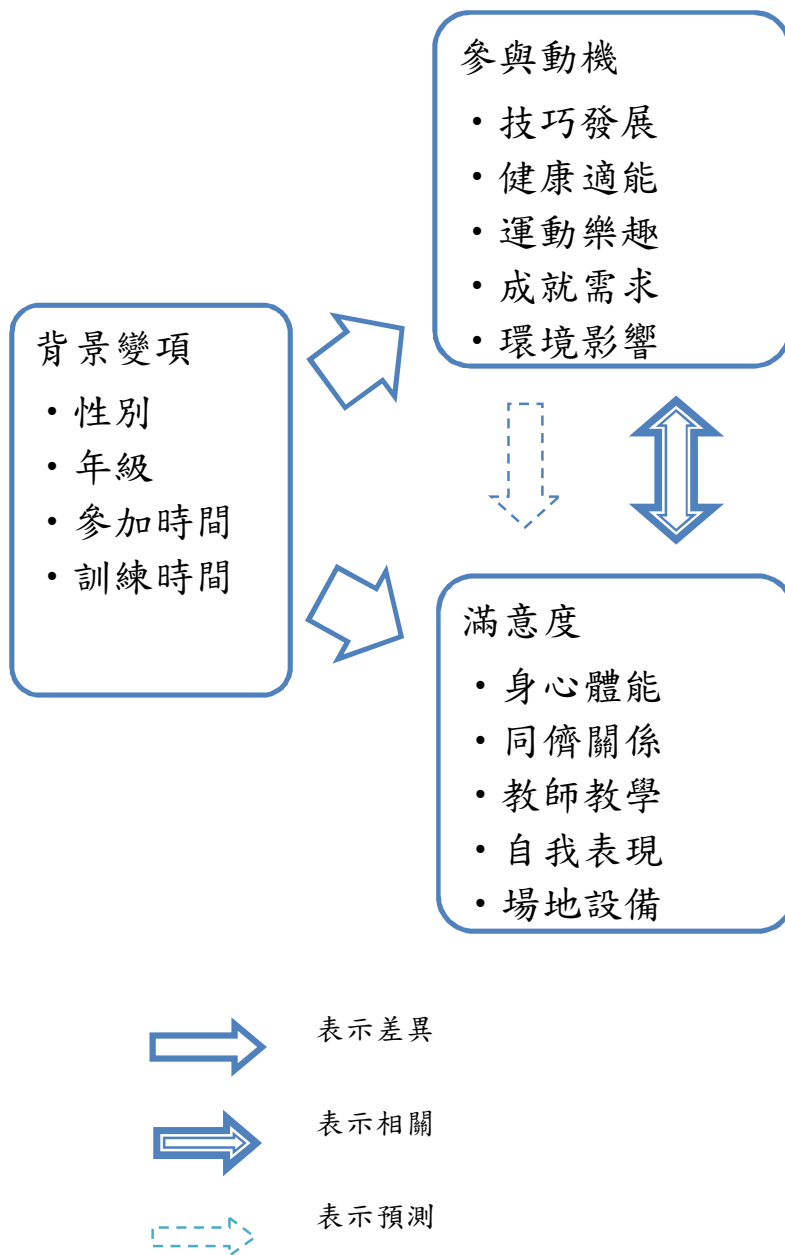 參與動機
・技巧發展
・健康適能
・運動樂趣
・成就需求
・環境影響
背景變項
・性別
・年級
・參加時間
・訓練時間
滿意度
・身心體能
・同儕關係
・教師教學
・自我表現
・場地設備
表示差異
表示相關
表示預測